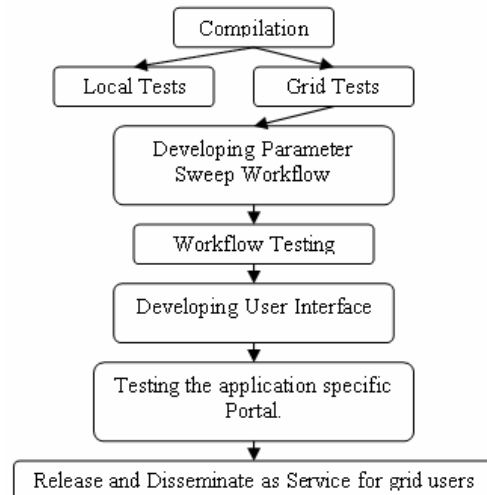 Compilation
Local Tests
Grid Tests
Developing Parameter
Sweep Workflow
Workflow Testing
Developing User Interface
Testing the application specific
Portal.
Release and Disseminate as Service for grid users